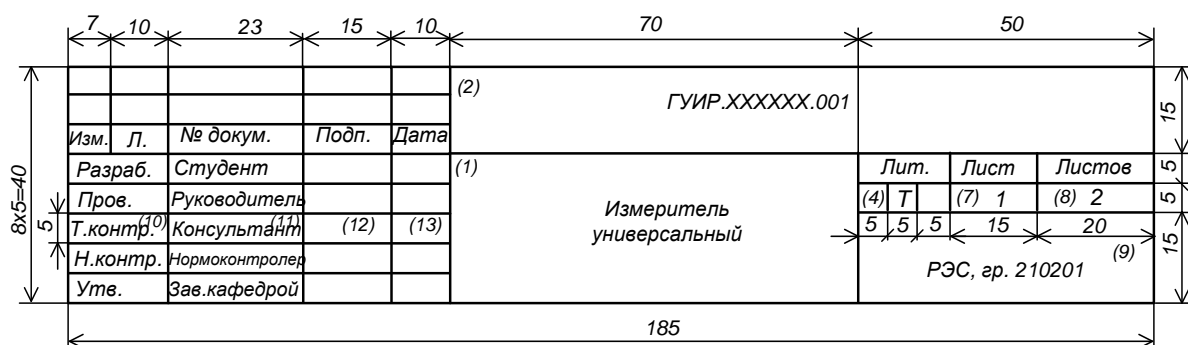 7 10 23 15 10 70 50
(2) ГУИР.XXXXXX.001
15
Изм. Л. № докум. Подп. Дата
Разраб. Студент (1) Лит. Лист Листов 5
Пров. Руководитель (4) Т (7) 1 (8) 2 5
Измеритель
универсальный
8х5=40 5 Т.контр. (10) Консультант (11) (12) (13) 5 5 5 15 20
(9) 15
Н.контр. Нормоконтролер РЭС, гр. 210201
Утв. Зав.кафедрой
185